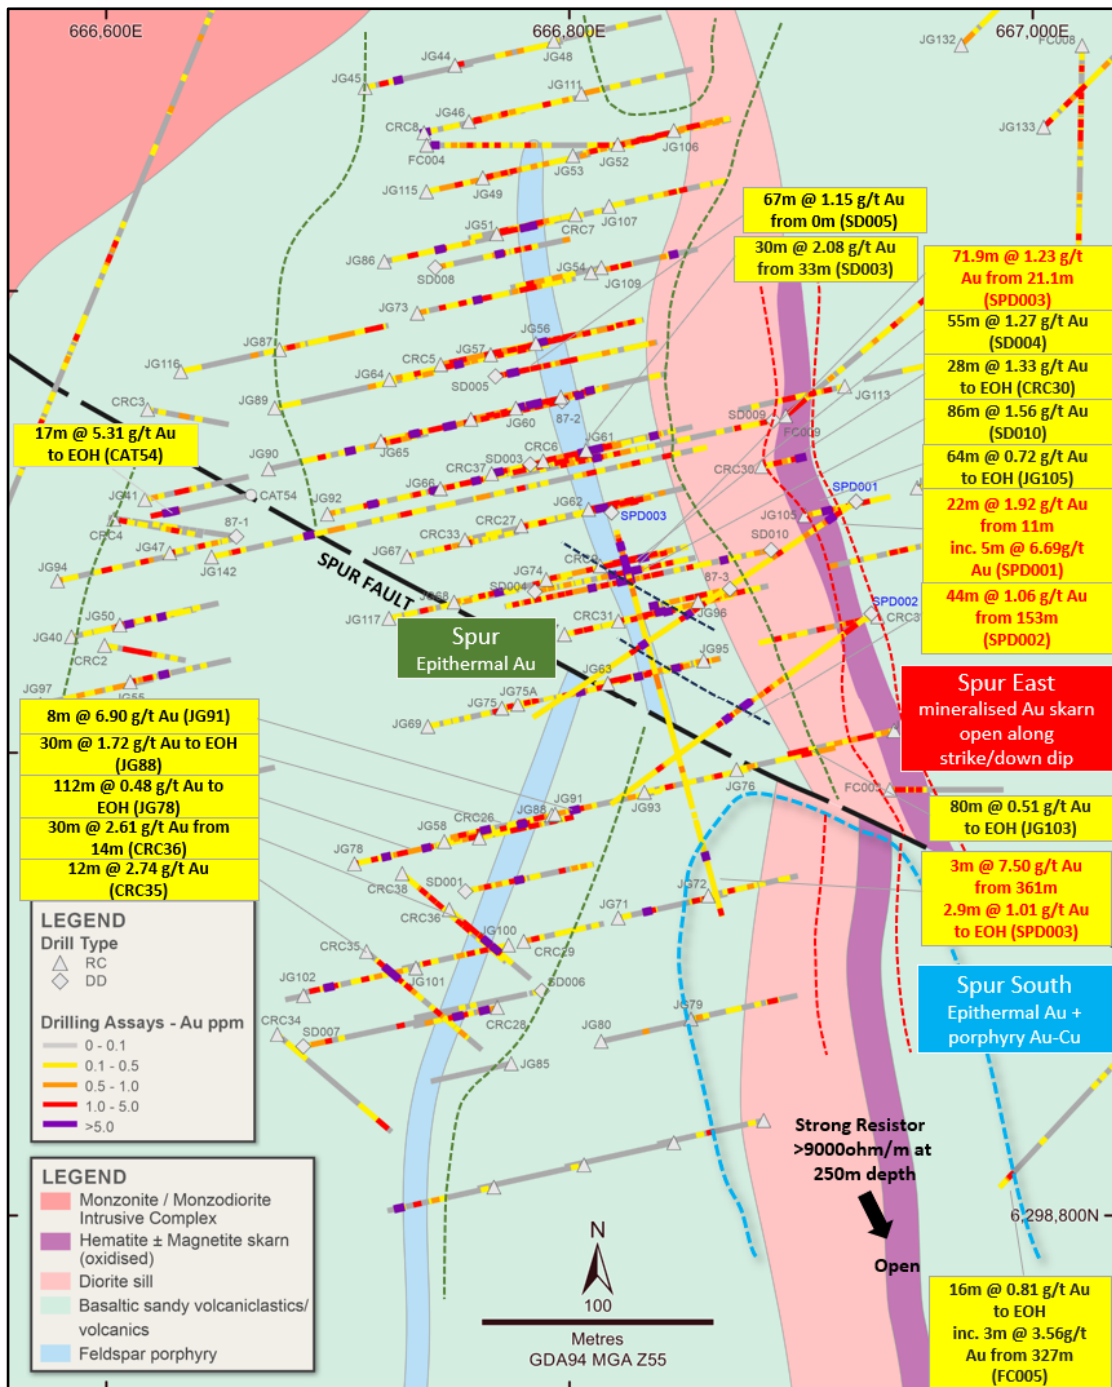 666,600E
666,800E
667,000E
JG48
JG44
JG45
JG132
FC008
JG111
JG46
CRC8
FC004
JG106
JG52
JG53
JG133
JG115
JG49
JG107
CRC7
JG51
JG86
SD008
JG54
JG109
JG73
67m @ 1.15 g/t Au
from 0m (SD005)
30m @ 2.08 g/t Au
from 33m (SD003)
71.9m @ 1.23 g/t
Au from 21.1m
(SPD003)
55m @ 1.27 g/t Au
(SD004)
28m @ 1.33 g/t Au
to EOH (CRC30)
86m @ 1.56 g/t Au
(SD010)
64m @ 0.72 g/t Au
to EOH (JG105)
22m @ 1.92 g/t Au
from 11m
inc. 5m @ 6.69g/t
Au (SPD001)
44m @ 1.06 g/t Au
from 153m
(SPD002)
JG87
JG116
JG56
JG57
CRC5
JG64
SD005
JG89
CRC3
JG60
87-2
JG65
JG113
SD009
FC009
17m @ 5.31 g/t Au
to EOH (CAT54)
JG90
CRC6
JG61
SD003
CRC37
JG66
CRC30
JG41
CAT54
JG92
JG62
SPD003
SPD001
JG105
CRC4
87-1
CRC27
CRC33
SD010
JG47
JG142
JG67
JG94
SPUR FAULT
JG74
CRC9
SD004
JG68
87-3
JG96
SPD002
JG117
CRC31
JG50
JG40
CRC2
Spur
Epithermal Au
JG95
JG63
JG97
JG55
JG75A
JG75
JG69
Spur East
mineralised Au skarn
open along
strike/down dip
8m @ 6.90 g/t Au (JG91)
30m @ 1.72 g/t Au to EOH
(JG88)
112m @ 0.48 g/t Au to
EOH (JG78)
30m @ 2.61 g/t Au from
14m (CRC36)
12m @ 2.74 g/t Au
(CRC35)
JG76
JG93
JG91
JG88
CRC26
JG58
JG78
80m @ 0.51 g/t Au
to EOH (JG103)
3m @ 7.50 g/t Au
from 361m
2.9m @ 1.01 g/t Au
to EOH (SPD003)
CRC38
SD001
JG72
CRC36
JG71
JG100
CRC35
CRC29
JG101
JG102
SD006
CRC28
CRC34
SD007
JG79
JG80
JG85
Spur South
Epithermal Au +
porphyry Au-Cu
LEGEND
Drill Type
RC
DD
Drilling Assays - Au ppm
0 - 0.1
0.1 - 0.5
0.5 - 1.0
1.0 - 5.0
>5.0
Strong Resistor
>9000ohm/m at
250m depth
Open
LEGEND
Monzonite / Monzodiorite
Intrusive Complex
Hematite ± Magnetite skarn
(oxidised)
Diorite sill
Basaltic sandy volcaniclastics/
volcanics
Feldspar porphyry
6,298,800N
N
100
Metres
GDA94 MGA Z55
16m @ 0.81 g/t Au
to EOH
inc. 3m @ 3.56g/t
Au from 327m
(FC005)